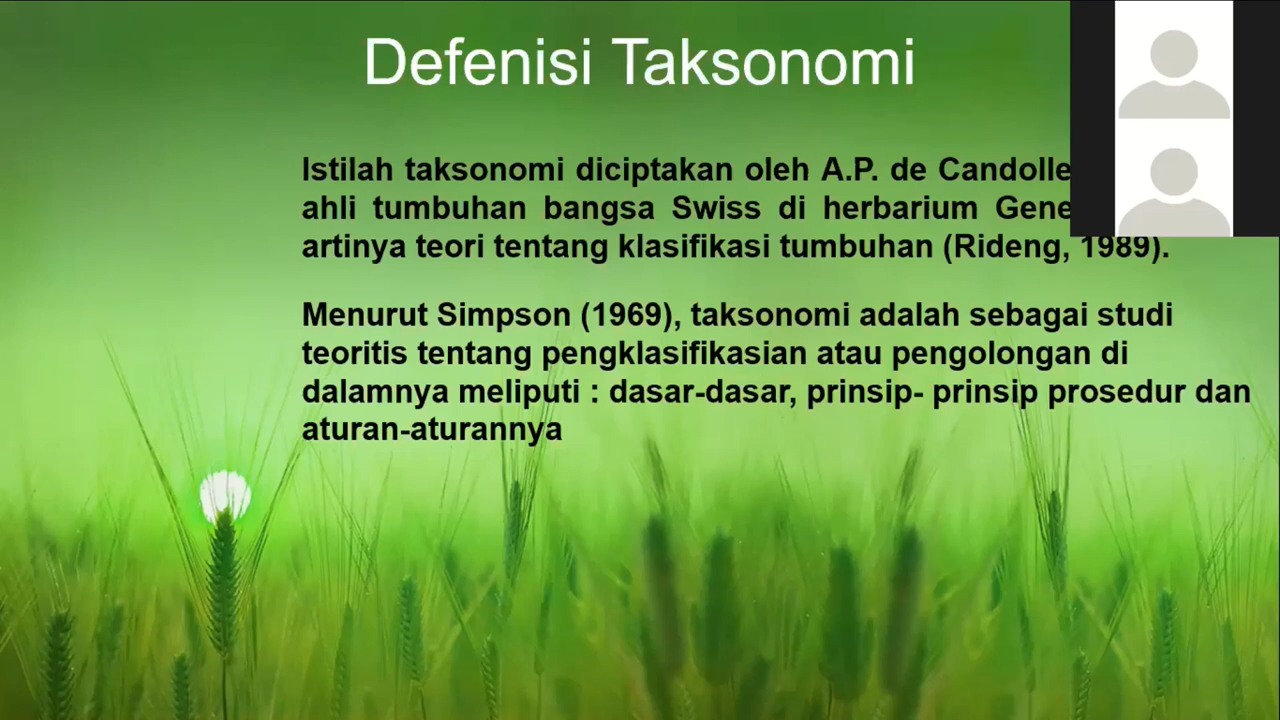 Defenisi Taksonomi
Istilah taksonomi diciptakan oleh A.P. de Candolle
ahli tumbuhan bangsa Swiss di herbarium
artinya teori tentang klasifikasi tumbuhan (Rideng, 1989).
Menurut Simpson (1969), taksonomi adalah sebagai studi
teoritis tentang pengklasifikasian atau pengolongan di
dalamnya meliputi : dasar-dasar, prinsip- prinsip prosedur dan
aturan-aturannya